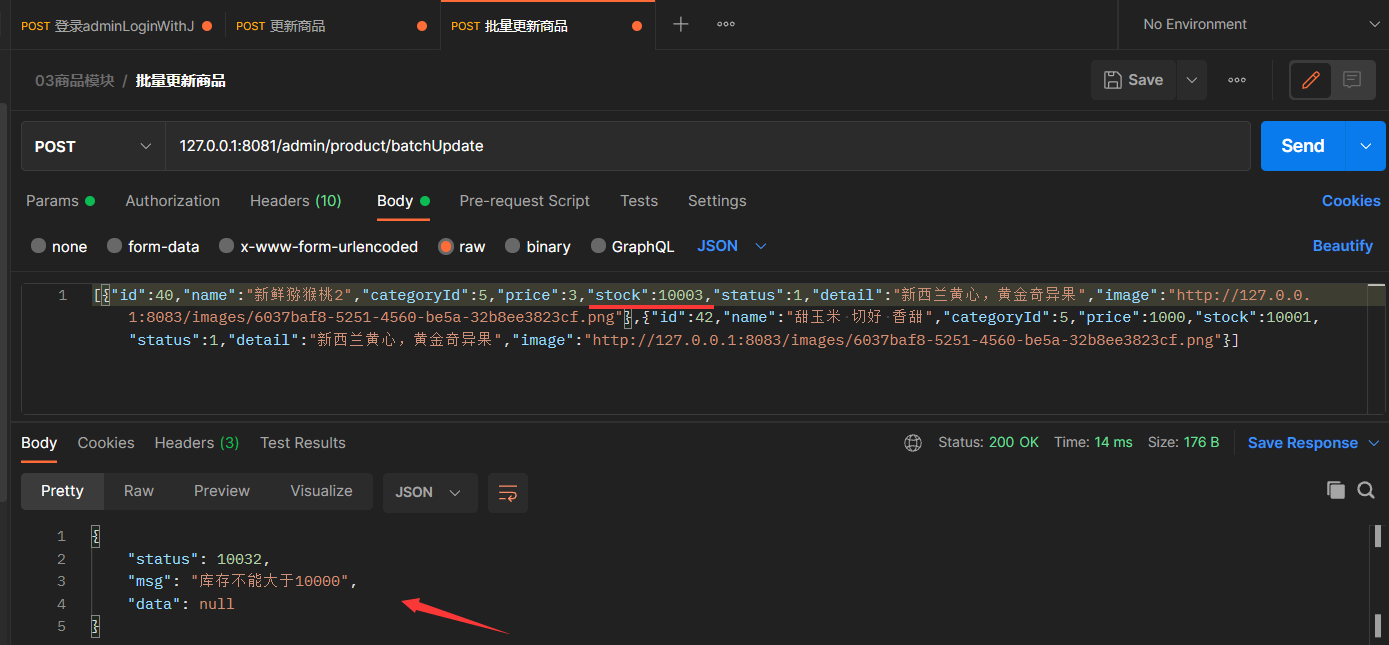 POST 登录adminLoginWithJ POST 更新商品 POST 批量更新商品 No Environment
03商品模块 / 批量更新商品 Save
POST 127.0.0.1:8081/admin/product/batchUpdate Send
Params Authorization Headers (10) Body Pre-request Script Tests Settings Cookies
none form-data x-www-form-urlencoded raw binary GraphQL JSON Beautify
1 [{"id":40,"name":"新鲜猕猴桃2","categoryId":5,"price":3,"stock":10003,"status":1,"detail":"新西兰黄心，黄金奇异果","image":"http://127.0.0.
1:8083/images/6037baf8-5251-4560-be5a-32b8ee3823cf.png"},{"id":42,"name":"甜玉米·切好·香甜","categoryId":5,"price":1000,"stock":10001,
"status":1,"detail":"新西兰黄心，黄金奇异果","image":"http://127.0.0.1:8083/images/6037baf8-5251-4560-be5a-32b8ee3823cf.png"}]
Body Cookies Headers (3) Test Results Status: 200 OK Time: 14 ms Size: 176 B Save Response
Pretty Raw Preview Visualize JSON
1 {
2 "status": 10032,
3 "msg": "库存不能大于10000",
4 "data": null
5 }